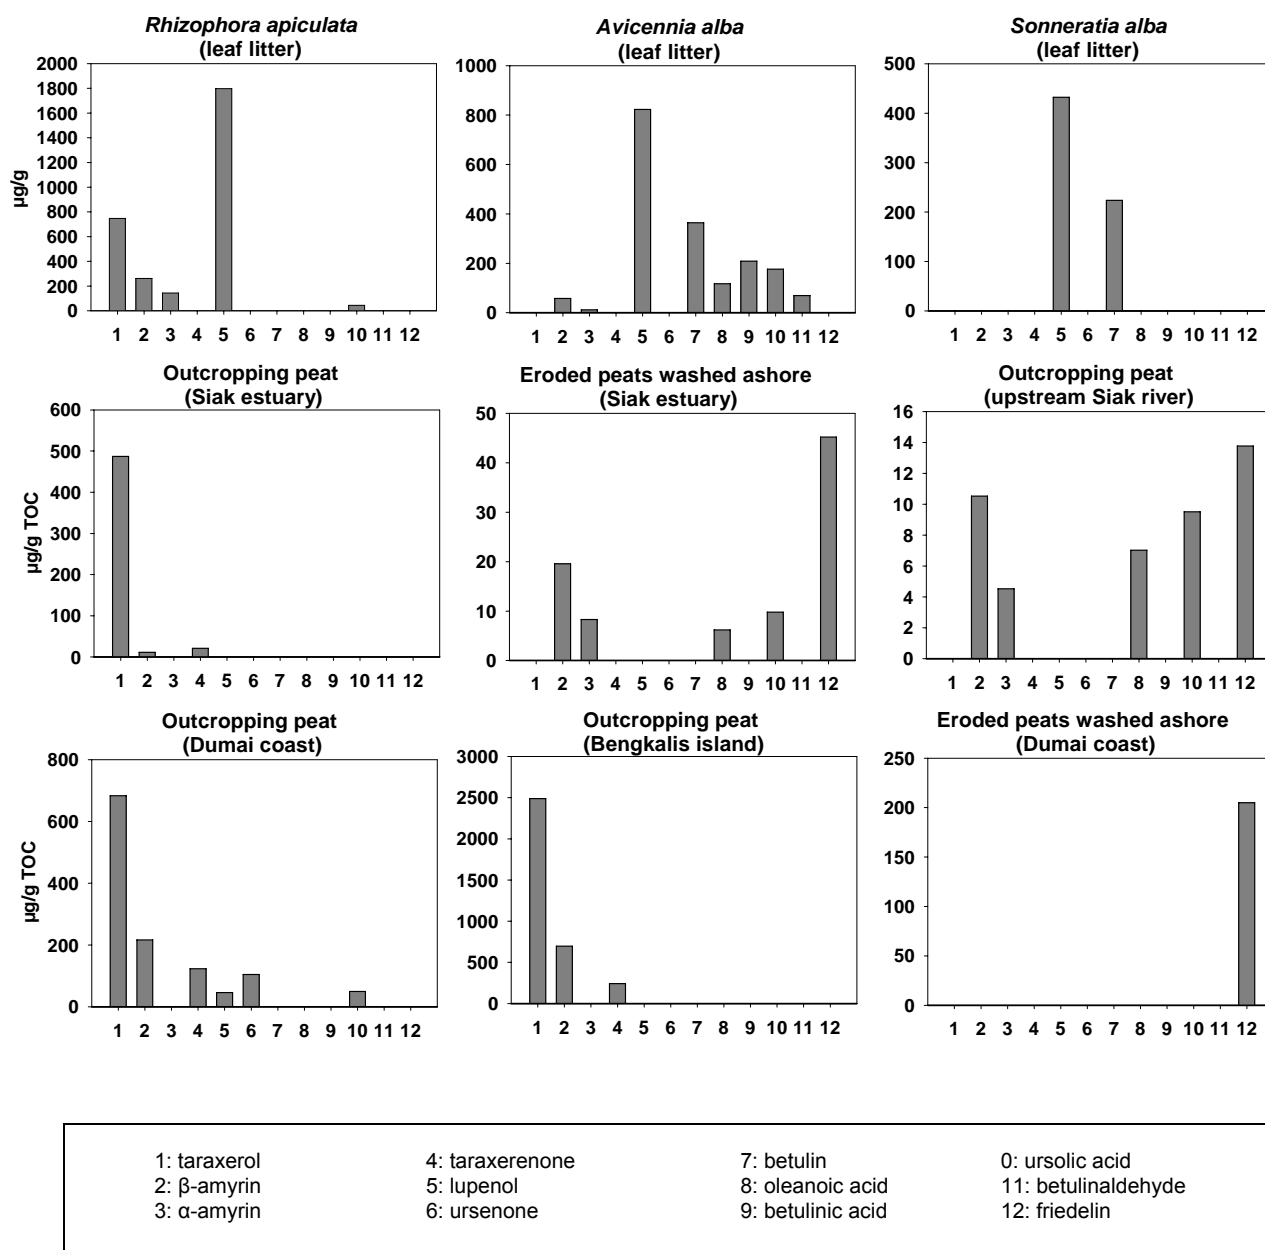 Rhizophora apiculata
(leaf litter)
Avicennia alba
(leaf litter)
Sonneratia alba
(leaf litter)
µg/g
2000
1800
1600
1400
1200
1000
800
600
400
200
0
1 2 3 4 5 6 7 8 9 10 11 12
1000
800
600
400
200
0
1 2 3 4 5 6 7 8 9 10 11 12
500
400
300
200
100
0
1 2 3 4 5 6 7 8 9 10 11 12
Outcropping peat
(Siak estuary)
Eroded peats washed ashore
(Siak estuary)
Outcropping peat
(upstream Siak river)
µg/g TOC
600
500
400
300
200
100
0
1 2 3 4 5 6 7 8 9 10 11 12
50
40
30
20
10
0
1 2 3 4 5 6 7 8 9 10 11 12
16
14
12
10
8
6
4
2
0
1 2 3 4 5 6 7 8 9 10 11 12
Outcropping peat
(Dumai coast)
Outcropping peat
(Bengkalis island)
Eroded peats washed ashore
(Dumai coast)
µg/g TOC
800
600
400
200
0
1 2 3 4 5 6 7 8 9 10 11 12
3000
2500
2000
1500
1000
500
0
1 2 3 4 5 6 7 8 9 10 11 12
250
200
150
100
50
0
1 2 3 4 5 6 7 8 9 10 11 12
1: taraxerol 4: taraxerenone 7: betulin 0: ursolic acid
2: β-amyrin 5: lupenol 8: oleanoic acid 11: betulinaldehyde
3: α-amyrin 6: ursenone 9: betulinic acid 12: friedelin